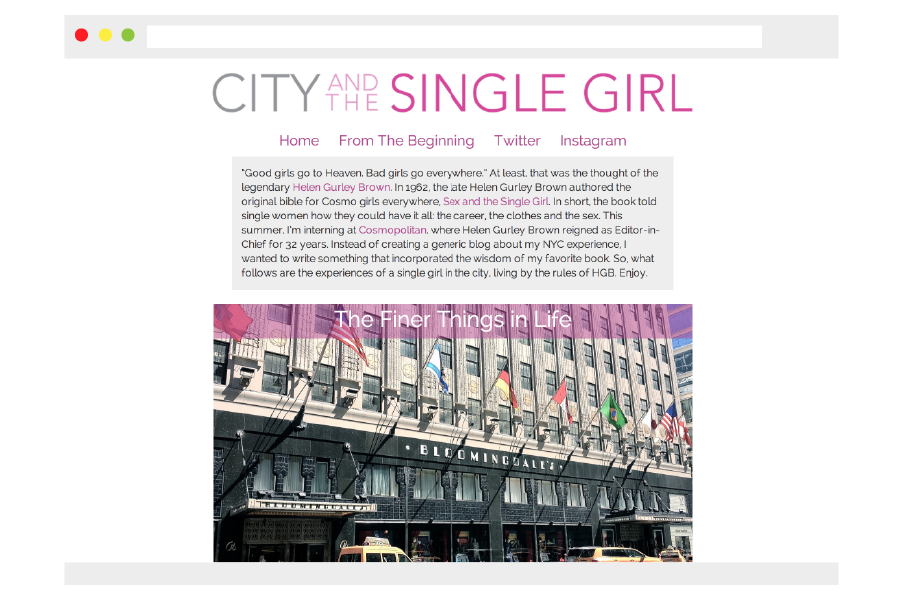 CITY AND THE SINGLE GIRL
Home From The Beginning Twitter Instagram
"Good girls go to Heaven. Bad girls go everywhere." At least, that was the thought of the
legendary Helen Gurley Brown. In 1962, the late Helen Gurley Brown authored the
original bible for Cosmo girls everywhere, Sex and the Single Girl. In short, the book told
single women how they could have it all: the career, the clothes and the sex. This
summer, I'm interning at Cosmopolitan, where Helen Gurley Brown reigned as Editor-in-
Chief for 32 years. Instead of creating a generic blog about my NYC experience, I
wanted to write something that incorporated the wisdom of my favorite book. So, what
follows are the experiences of a single girl in the city, living by the rules of HGB. Enjoy.
The Finer Things in Life
BLOOMINGDALE'S
BLOOMINGDALE'S